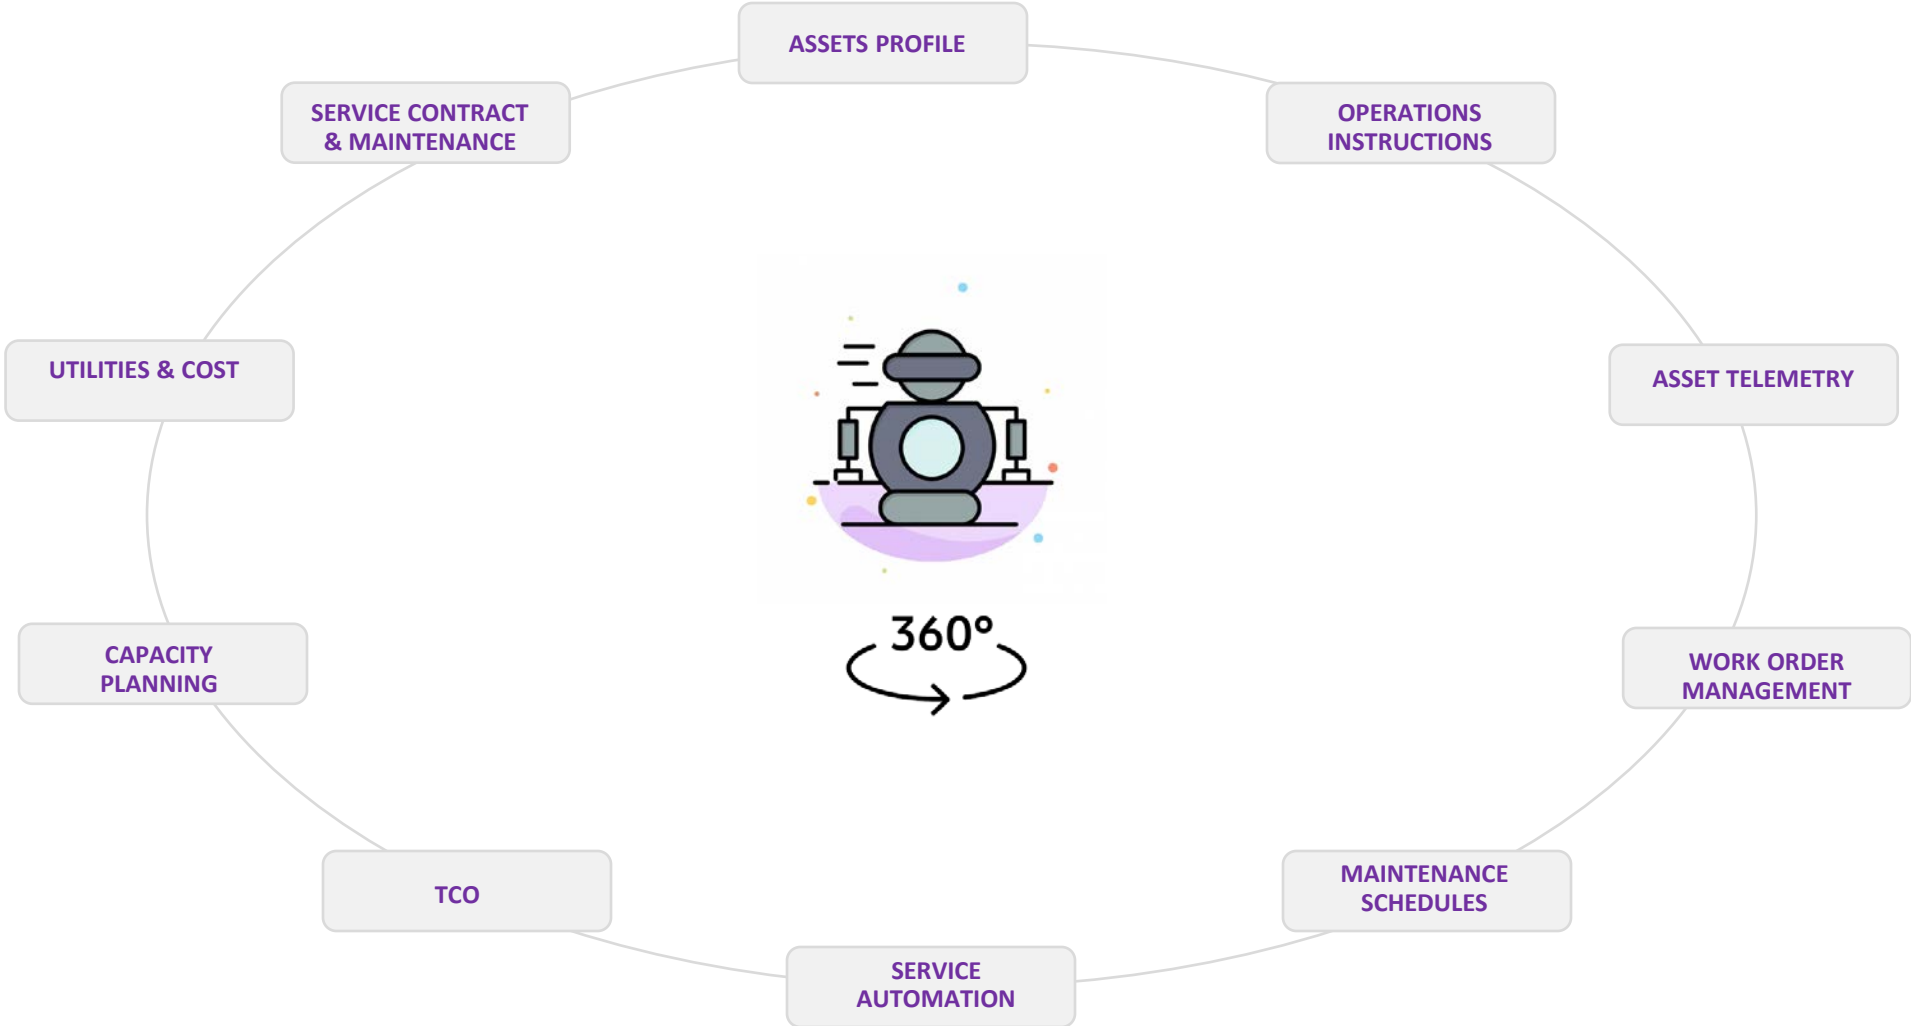 ASSETS PROFILE
SERVICE CONTRACT
& MAINTENANCE
OPERATIONS
INSTRUCTIONS
UTILITIES & COST
ASSET TELEMETRY
360°
CAPACITY
PLANNING
WORK ORDER
MANAGEMENT
TCO
MAINTENANCE
SCHEDULES
SERVICE
AUTOMATION